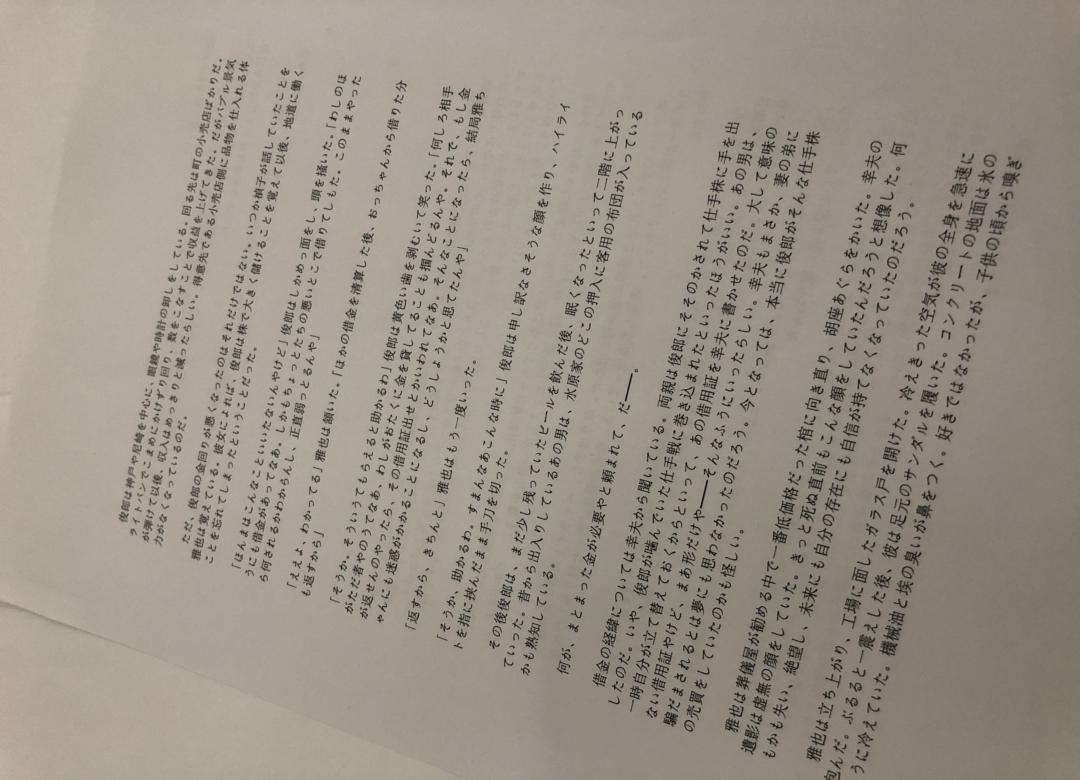 俊郎は神戸や尼崎を中心に、眼鏡や時計の卸しをしている。回る先は町の小売店ばかりだ。
ライトバンでこまめにかけずり回り、数をこなすことで収益を上げてきた。だがバブル景気
が弾けて以後、収入はめっきりと減ったらしい。得意先である小売店側に品物を仕入れる体
力がなくなっているのだ。
ただ、俊郎の金回りが悪くなったのはそれだけではない。いつか禎子が話していたことを
雅也は覚えている。彼女によれば、俊郎は株で大きく儲けることを覚えて以後、地道に働く
ことを忘れてしまったということだった。
「ほんまはこんなこといいたないんやけど」俊郎はしかめっ面をし、頭を掻いた。「わしのほ
うにも借金があってなあ。しかもちょっとたちの悪いとこで借りてしもた。このままやった
ら何されるかわからんし、正直弱っとるんや」
「ええよ、わかってる」雅也は頷いた。「ほかの借金を清算した後、おっちゃんから借りた分
も返すから」
「そうか。そういうてもらえると助かるわ」俊郎は黄色い歯を剥むいて笑った。「何しろ相手
がただ者やのうてなあ、わしがおたくに金を貸してることも掴んどるんや。それで、もし金
が返せんのやったら、その借用証出せとかいわれてなあ。そんなことになったら、結局雅ち
ゃんにも迷惑がかかることになるし、どうしようかと思てたんや」
「返すから、きちんと」雅也はもう一度いった。
「そうか、助かるわ。すまんなあこんな時に」俊郎は申し訳なさそうな顔を作り、ハイライ
トを指に挟んだまま手刀を切った。
その後俊郎は、まだ少し残っていたビールを飲んだ後、眠くなったといって二階に上がっ
ていった。昔から出入りしているあの男は、水原家のどこの押入に客用の布団が入っている
かも熟知している。
何が、まとまった金が必要やと頼まれて、だ――。
借金の経緯については幸夫から聞いている。両親は俊郎にそそのかされて仕手株に手を出
したのだ。いや、俊郎が噛んでいた仕手戦に巻き込まれたといったほうがいい。あの男は、
一時自分が立て替えておくからといって、あの借用証を幸夫に書かせたのだ。大して意味の
ない借用証やけど、まあ形だけや――そんなふうにいったらしい。幸夫もまさか、妻の弟に
騙だまされるとは夢にも思わなかったのだろう。今となっては、本当に俊郎がそんな仕手株
の売買をしていたのかも怪しい。
雅也は葬儀屋が勧める中で一番低価格だった棺に向き直り、胡座あぐらをかいた。幸夫の
遺影は虚無の顔をしていた。きっと死ぬ直前もこんな顔をしていたんだろうと想像した。何
もかも失い、絶望し、未来にも自分の存在にも自信が持てなくなっていたのだろう。
雅也は立ち上がり、工場に面したガラス戸を開けた。冷えきった空気が彼の全身を急速に
包んだ。ぶるると一震えした後、彼は足元のサンダルを履いた。コンクリートの地面は氷の
うに冷えていた。機械油と埃の臭いが鼻をつく。好きではなかったが、子供の頃から嗅ぎ